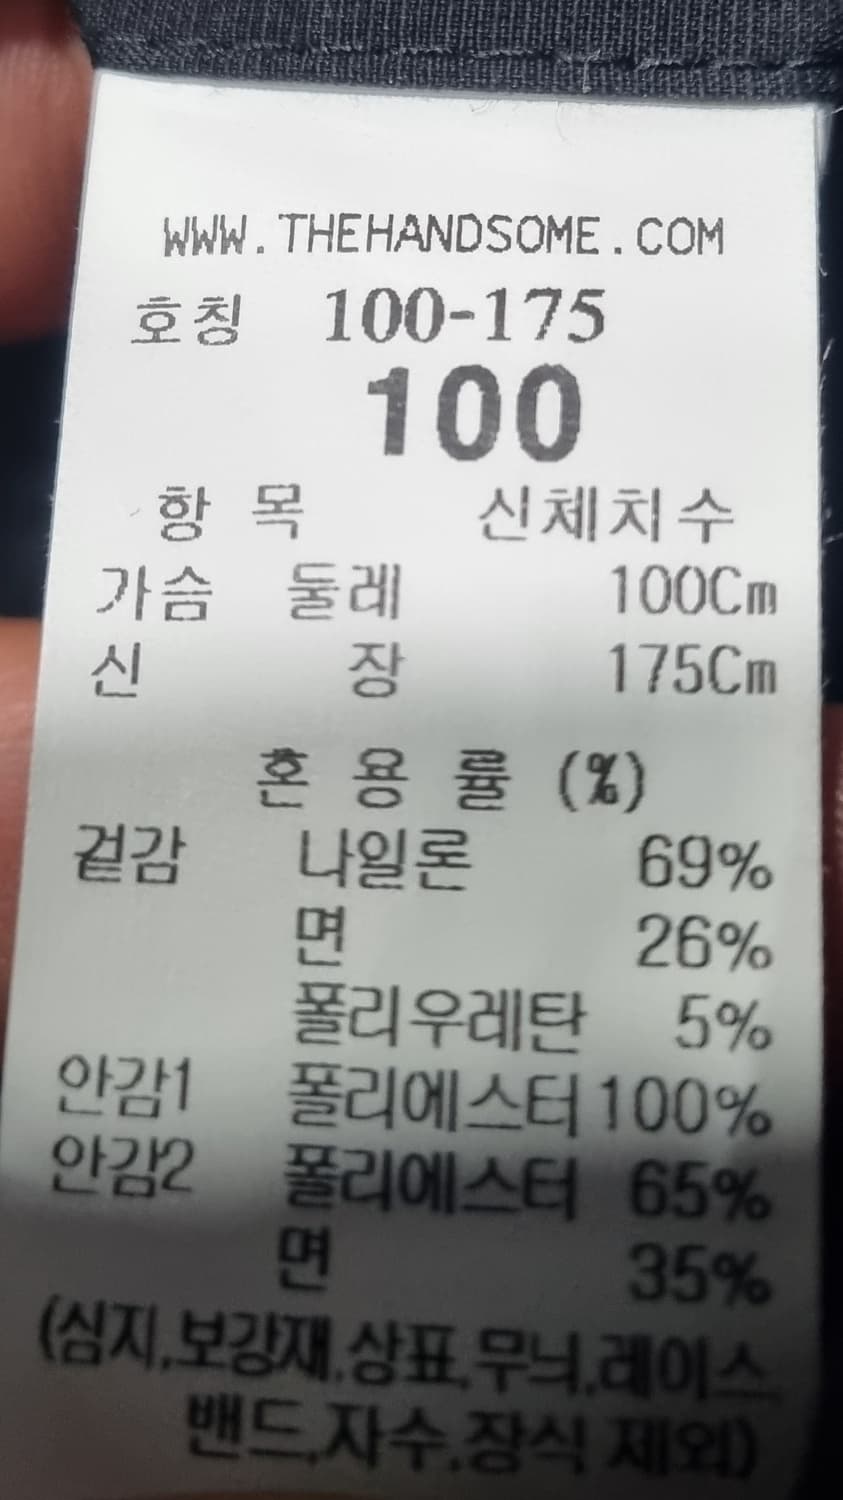 WWW.THEHANDSOME.COM
호칭 100-175
100
항 목 신체치수
가슴 둘레 100Cm
신 장 175Cm
혼 용 률 (%)
겉감 나일론 69%
면 26%
폴리우레탄 5%
안감1 폴리에스터 100%
안감2 폴리에스터 65%
면 35%
(심지,보강재,상표,무늬,레이스
밴드,자수,장식 제외)